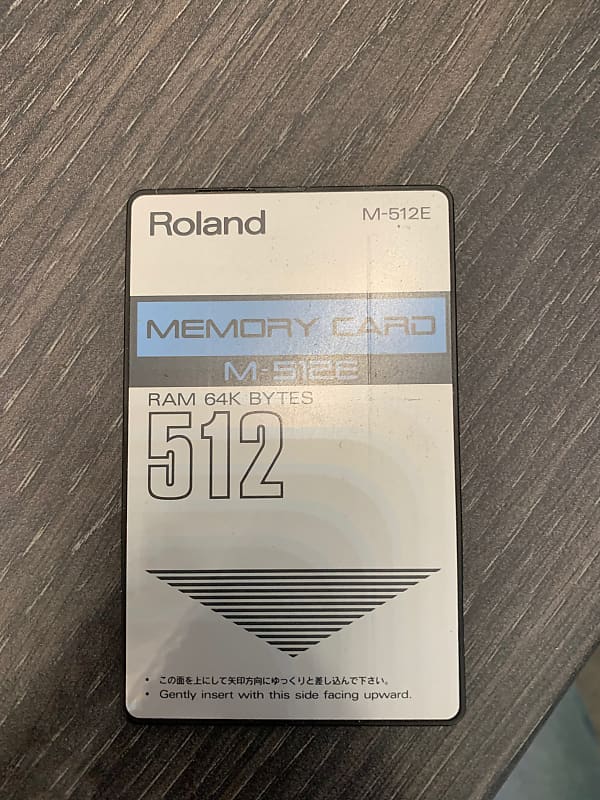 Roland
M-512E
MEMORY CARD
M-512E
RAM 64K BYTES
512
• この面を上にして矢印方向にゆっくりと差し込んで下さい。
• Gently insert with this side facing upward.